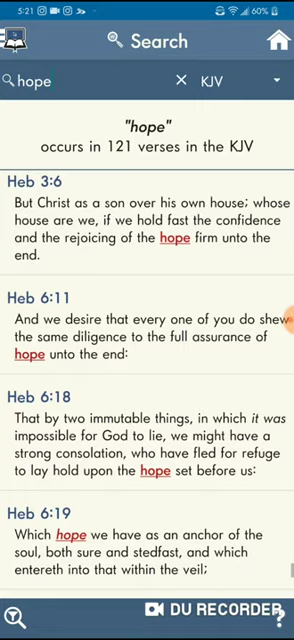 5:21 60%
Search
hope KJV
"hope"
occurs in 121 verses in the KJV
Heb 3:6
But Christ as a son over his own house; whose
house are we, if we hold fast the confidence
and the rejoicing of the hope firm unto the
end.
Heb 6:11
And we desire that every one of you do shew
the same diligence to the full assurance of
hope unto the end:
Heb 6:18
That by two immutable things, in which it was
impossible for God to lie, we might have a
strong consolation, who have fled for refuge
to lay hold upon the hope set before us:
Heb 6:19
Which hope we have as an anchor of the
soul, both sure and stedfast, and which
entereth into that within the veil;
DU RECORDER
?